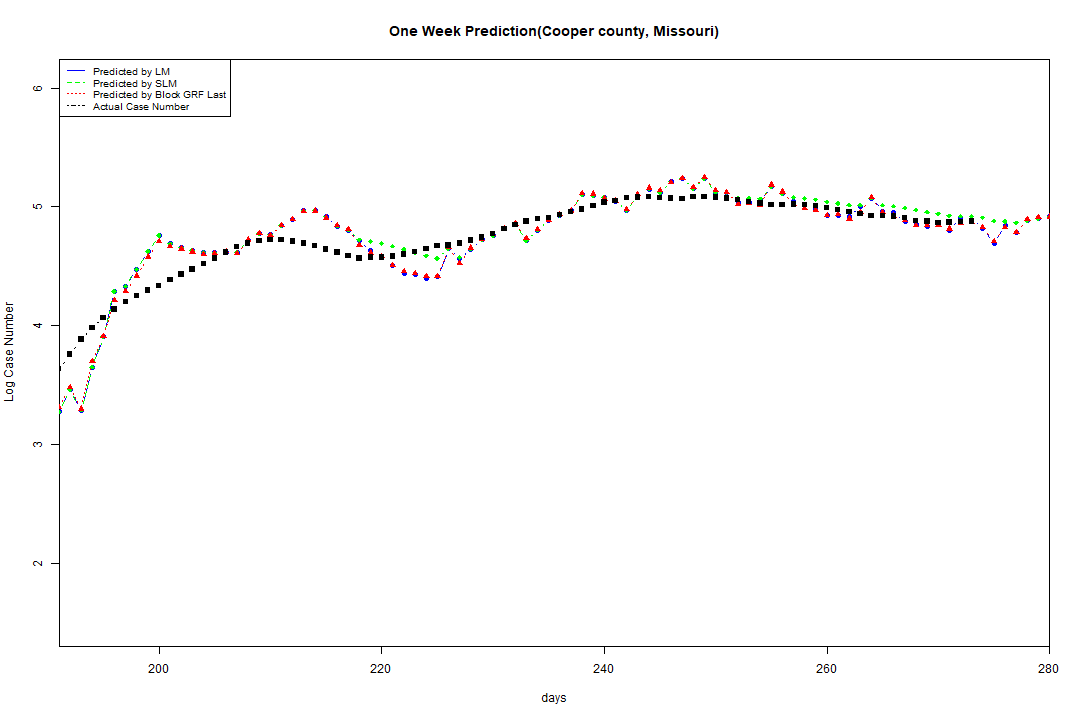 One Week Prediction(Cooper county, Missouri)
Predicted by LM
Predicted by SLM
Predicted by Block GRF Last
Actual Case Number
6
5
4
3
2
Log Case Number
200 220 240 260 280
days